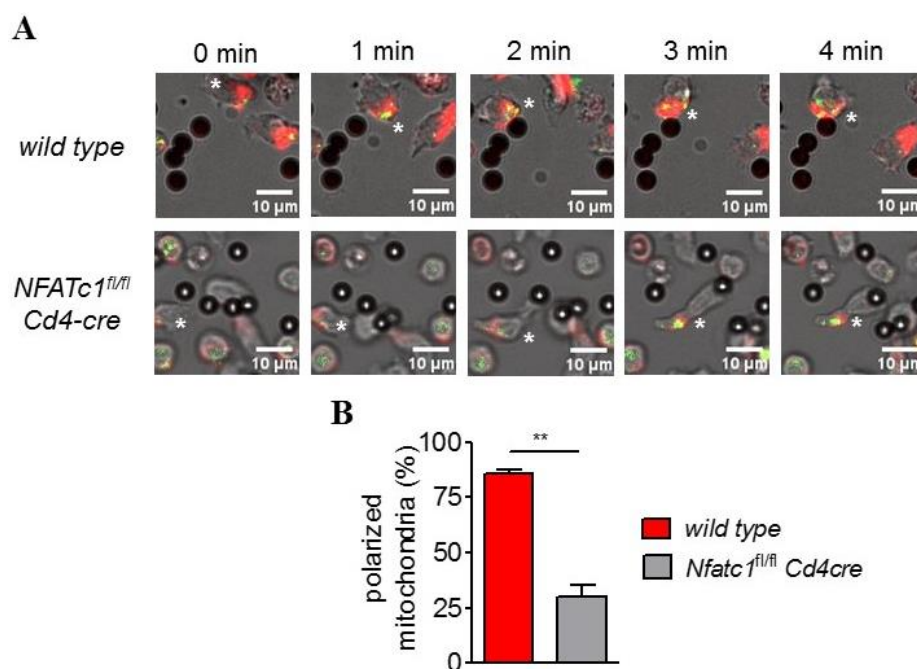 A
0 min 1 min 2 min 3 min 4 min
wild type
* * * * *
10 µm 10 µm 10 µm 10 µm 10 µm
NFATc1fl/fl
Cd4-cre
* * * * *
10 µm 10 µm 10 µm 10 µm 10 µm
B
polarized
mitochondria (%)
100
75
50
25
0
**
wild type
Nfatc1fl/fl Cd4cre